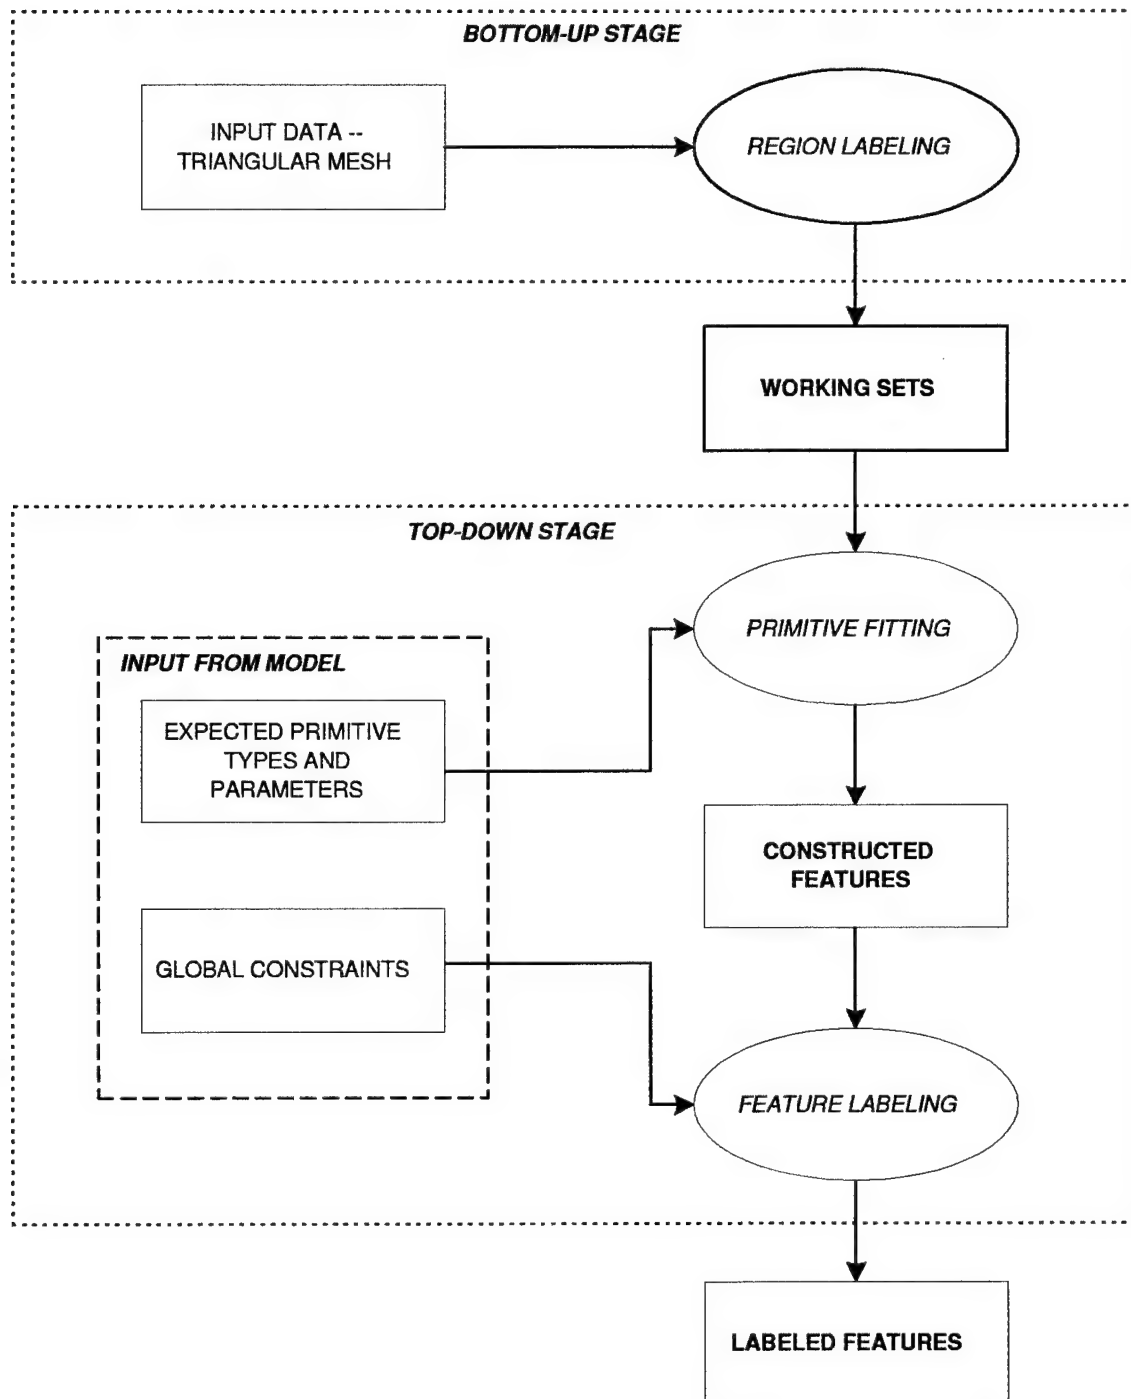 BOTTOM-UP STAGE
INPUT DATA --
TRIANGULAR MESH
REGION LABELING
WORKING SETS
TOP-DOWN STAGE
PRIMITIVE FITTING
INPUT FROM MODEL
EXPECTED PRIMITIVE
TYPES AND
PARAMETERS
CONSTRUCTED
FEATURES
GLOBAL CONSTRAINTS
FEATURE LABELING
LABELED FEATURES